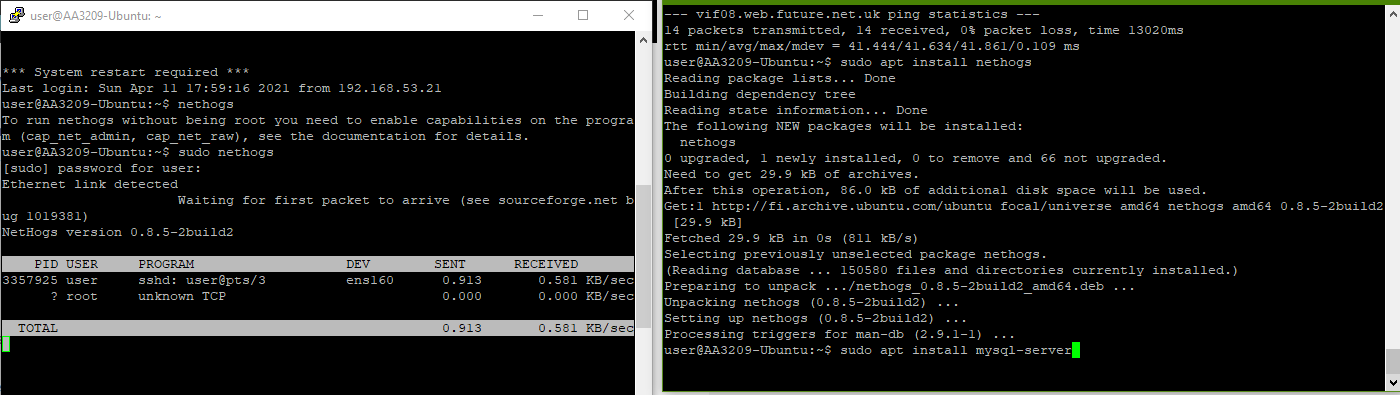 user@AA3209-Ubuntu: ~
*** System restart required ***
Last login: Sun Apr 11 17:59:16 2021 from 192.168.53.21
user@AA3209-Ubuntu:~$ nethogs
To run nethogs without being root you need to enable capabilities on the progra
m (cap_net_admin, cap_net_raw), see the documentation for details.
user@AA3209-Ubuntu:~$ sudo nethogs
[sudo] password for user:
Ethernet link detected
Waiting for first packet to arrive (see sourceforge.net b
ug 1019381)
NetHogs version 0.8.5-2build2
PID USER PROGRAM DEV SENT RECEIVED
3357925 user sshd: user@pts/3 ens160 0.913 0.581 KB/sec
? root unknown TCP 0.000 0.000 KB/sec
TOTAL 0.913 0.581 KB/sec
--- vif08.web.future.net.uk ping statistics ---
14 packets transmitted, 14 received, 0% packet loss, time 13020ms
rtt min/avg/max/mdev = 41.444/41.634/41.861/0.109 ms
user@AA3209-Ubuntu:~$ sudo apt install nethogs
Reading package lists... Done
Building dependency tree
Reading state information... Done
The following NEW packages will be installed:
nethogs
0 upgraded, 1 newly installed, 0 to remove and 66 not upgraded.
Need to get 29.9 kB of archives.
After this operation, 86.0 kB of additional disk space will be used.
Get:1 http://fi.archive.ubuntu.com/ubuntu focal/universe amd64 nethogs amd64 0.8.5-2build2
[29.9 kB]
Fetched 29.9 kB in 0s (811 kB/s)
Selecting previously unselected package nethogs.
(Reading database ... 150580 files and directories currently installed.)
Preparing to unpack .../nethogs_0.8.5-2build2_amd64.deb ...
Unpacking nethogs (0.8.5-2build2) ...
Setting up nethogs (0.8.5-2build2) ...
Processing triggers for man-db (2.9.1-1) ...
user@AA3209-Ubuntu:~$ sudo apt install mysql-server